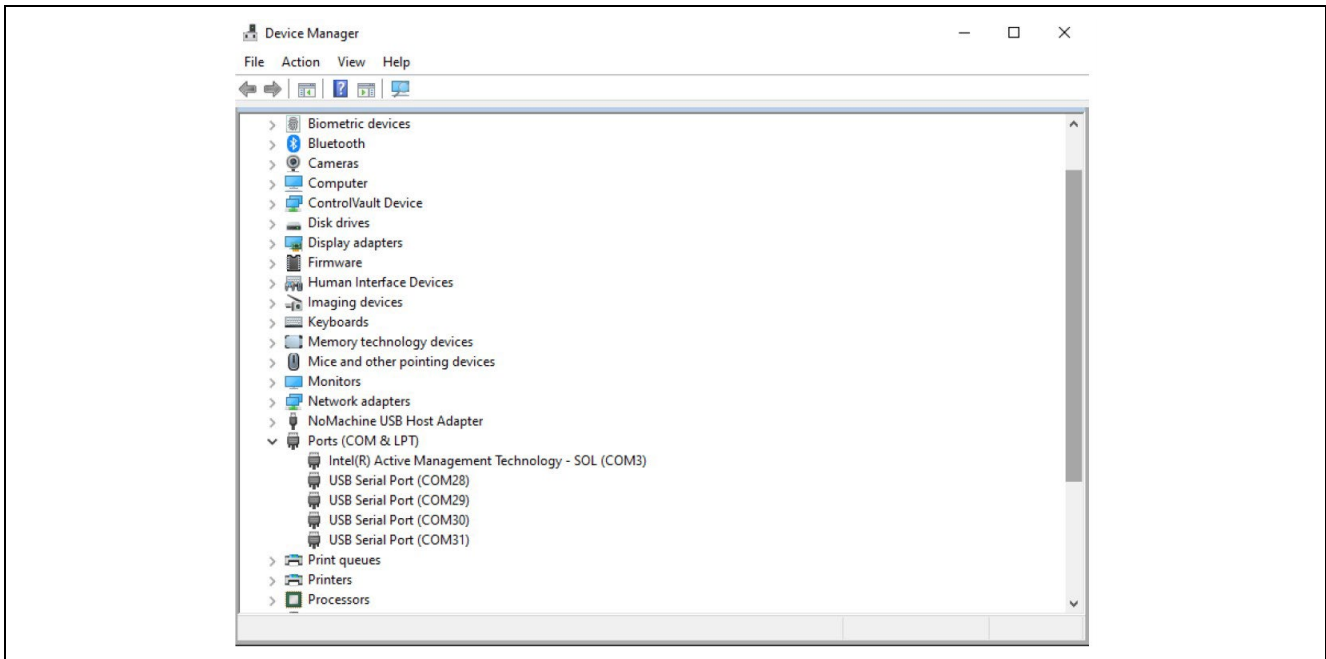 Device Manager
File Action View Help
Biometric devices
Bluetooth
Cameras
Computer
ControlVault Device
Disk drives
Display adapters
Firmware
Human Interface Devices
Imaging devices
Keyboards
Memory technology devices
Mice and other pointing devices
Monitors
Network adapters
NoMachine USB Host Adapter
Ports (COM & LPT)
Intel(R) Active Management Technology - SOL (COM3)
USB Serial Port (COM28)
USB Serial Port (COM29)
USB Serial Port (COM30)
USB Serial Port (COM31)
Print queues
Printers
Processors